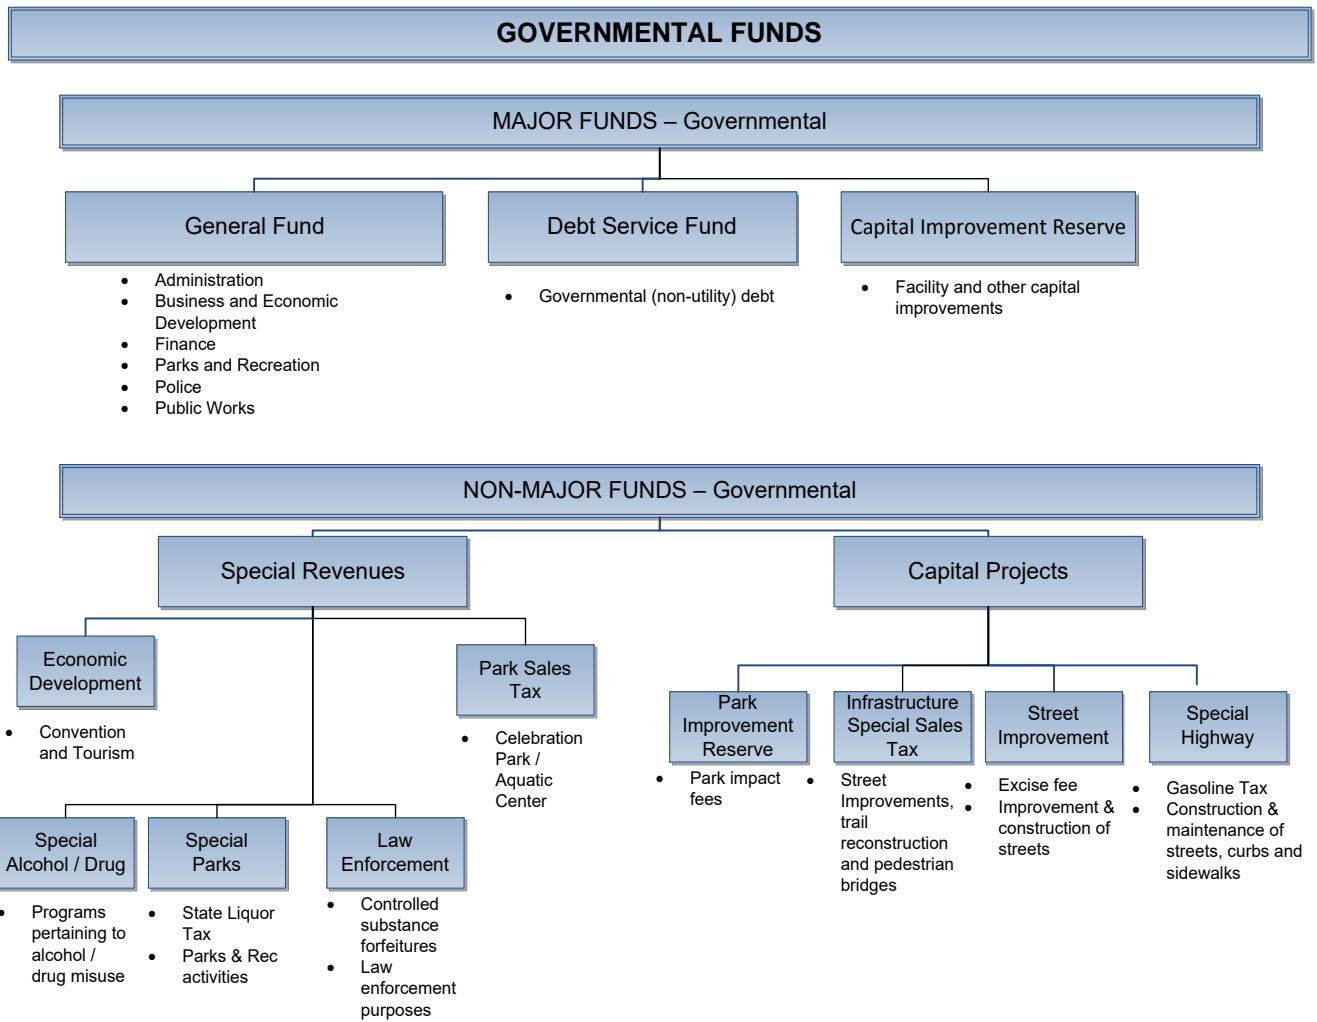 GOVERNMENTAL FUNDS
MAJOR FUNDS – Governmental
General Fund
• Administration
• Business and Economic
Development
• Finance
• Parks and Recreation
• Police
• Public Works
Debt Service Fund
• Governmental (non-utility) debt
Capital Improvement Reserve
• Facility and other capital
improvements
NON-MAJOR FUNDS – Governmental
Special Revenues
Economic
Development
• Convention
and Tourism
Park Sales
Tax
• Celebration
Park /
Aquatic
Center
Special
Alcohol / Drug
• Programs
pertaining to
alcohol /
drug misuse
Special
Parks
• State Liquor
Tax
• Parks & Rec
activities
Law
Enforcement
• Controlled
substance
forfeitures
• Law
enforcement
purposes
Capital Projects
Park
Improvement
Reserve
• Park impact
fees
Infrastructure
Special Sales
Tax
• Street
Improvements,
trail
reconstruction
and pedestrian
bridges
Street
Improvement
• Excise fee
• Improvement &
construction of
streets
Special
Highway
• Gasoline Tax
• Construction &
maintenance of
streets, curbs and
sidewalks